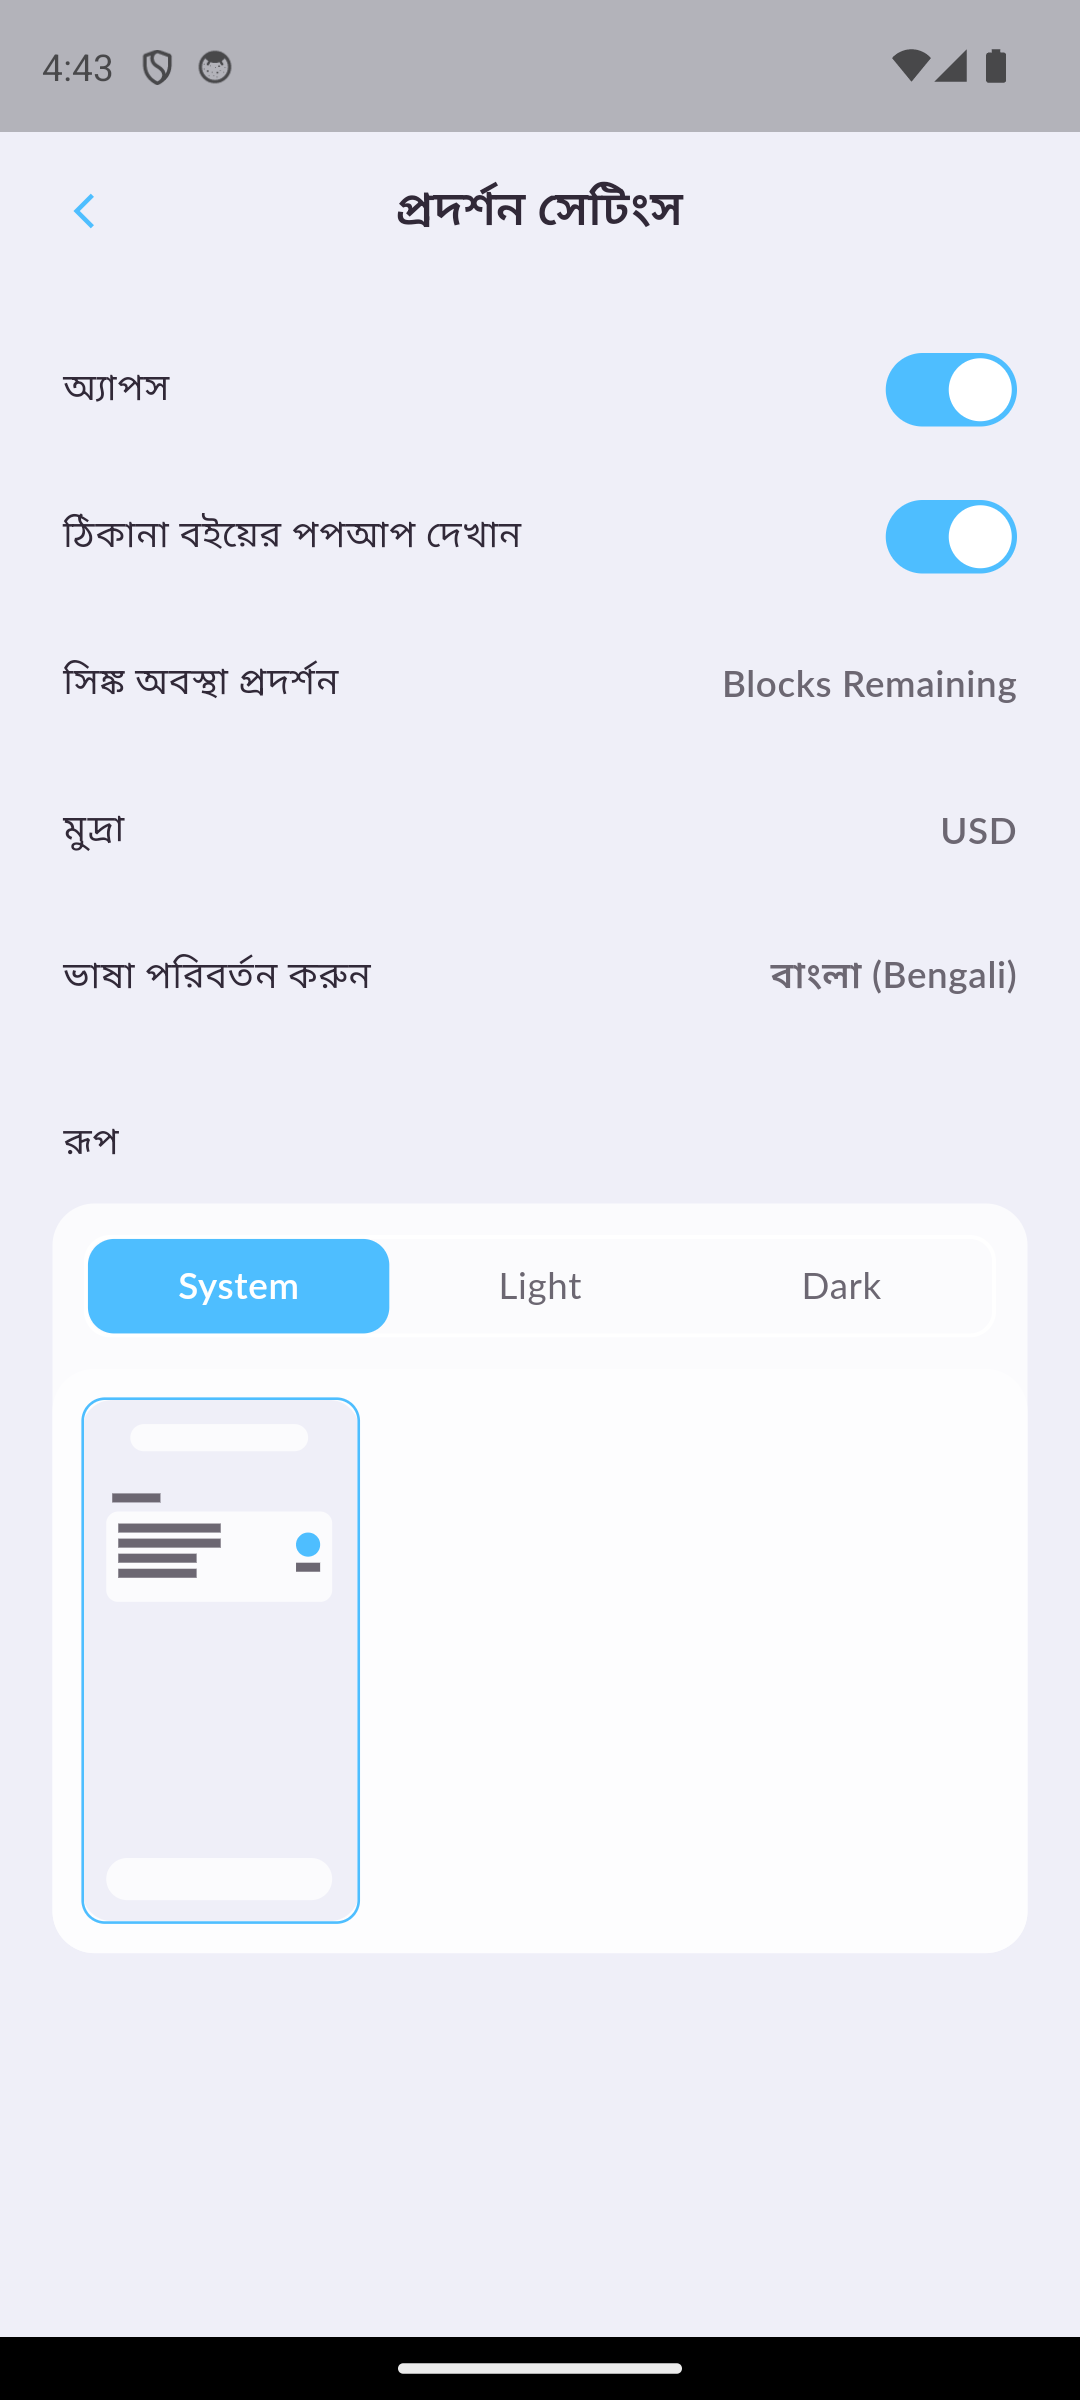 4:43
প্রদর্শন সেটিংস
অ্যাপস
ঠিকানা বইয়ের পপআপ দেখান
সিঙ্ক অবস্থা প্রদর্শন Blocks Remaining
মুদ্রা USD
ভাষা পরিবর্তন করুন বাংলা (Bengali)
রূপ
System Light Dark